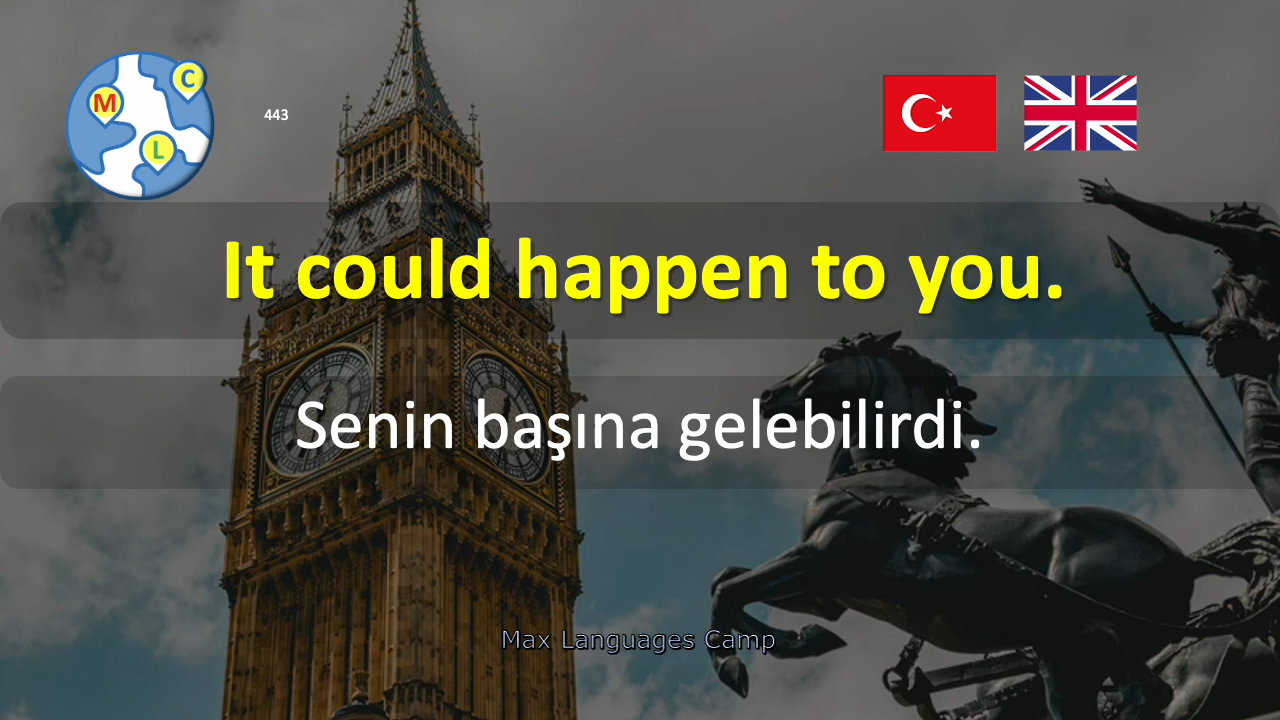 C
M
L
443
It could happen to you.
Senin başına gelebilirdi.
Max Languages Camp